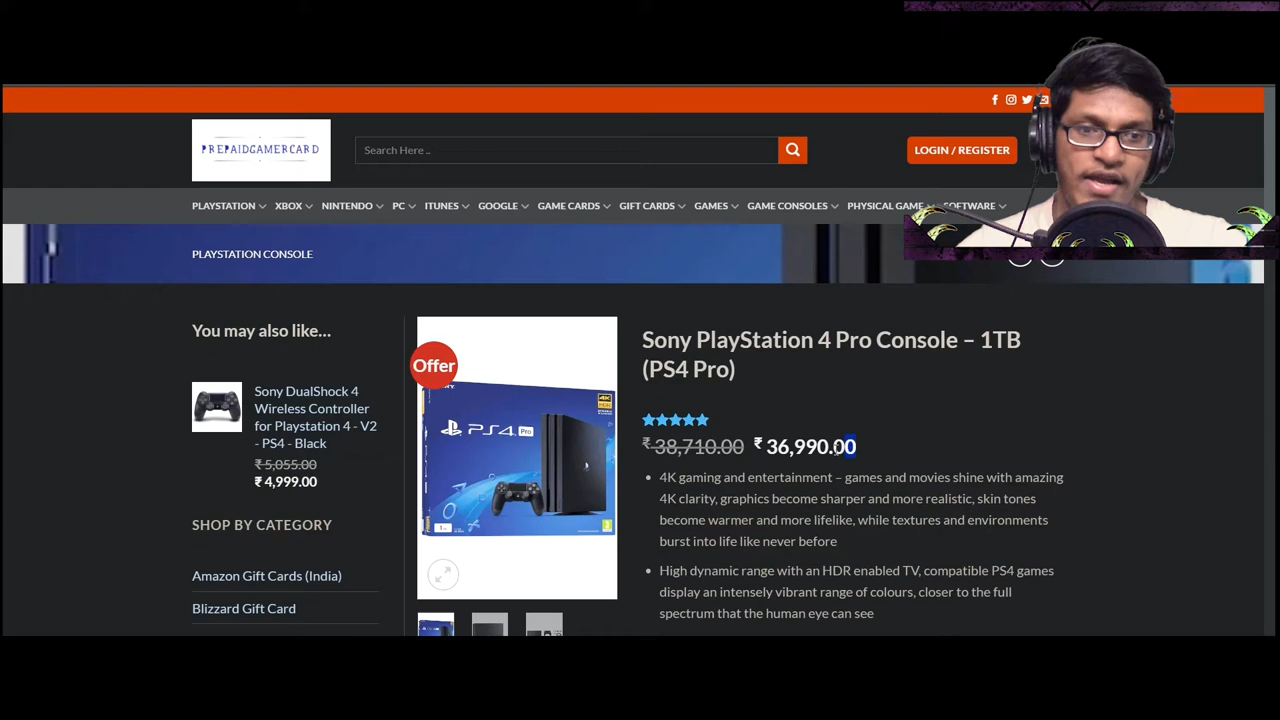 PREPAIDGAMERCARD
Search Here ..
LOGIN / REGISTER
PLAYSTATION XBOX NINTENDO PC ITUNES GOOGLE GAME CARDS GIFT CARDS GAMES GAME CONSOLES PHYSICAL GAME SOFTWARE
PLAYSTATION CONSOLE
You may also like...
Sony DualShock 4
Wireless Controller
for Playstation 4 - V2
- PS4 - Black
₹ 5,055.00
₹ 4,999.00
SHOP BY CATEGORY
Amazon Gift Cards (India)
Blizzard Gift Card
Offer
4K
HDR
PS4 Pro
Sony PlayStation 4 Pro Console – 1TB
(PS4 Pro)
₹ 38,710.00 ₹ 36,990.00
4K gaming and entertainment – games and movies shine with amazing
4K clarity, graphics become sharper and more realistic, skin tones
become warmer and more lifelike, while textures and environments
burst into life like never before
High dynamic range with an HDR enabled TV, compatible PS4 games
display an intensely vibrant range of colours, closer to the full
spectrum that the human eye can see